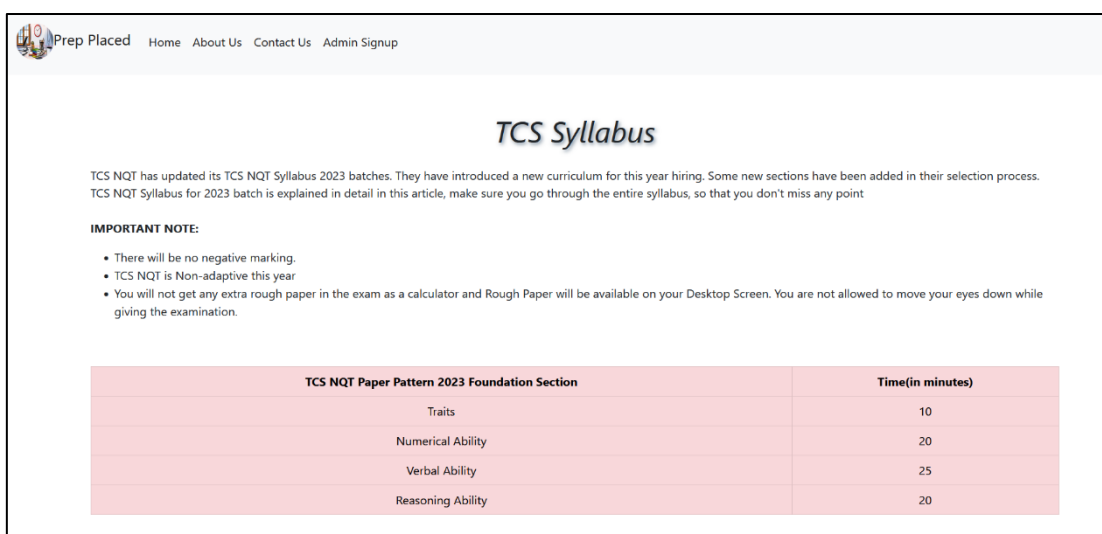 Prep Placed Home About Us Contact Us Admin Signup
TCS Syllabus
TCS NQT has updated its TCS NQT Syllabus 2023 batches. They have introduced a new curriculum for this year hiring. Some new sections have been added in their selection process.
TCS NQT Syllabus for 2023 batch is explained in detail in this article, make sure you go through the entire syllabus, so that you don't miss any point
IMPORTANT NOTE:
• There will be no negative marking.
• TCS NQT is Non-adaptive this year
• You will not get any extra rough paper in the exam as a calculator and Rough Paper will be available on your Desktop Screen. You are not allowed to move your eyes down while
giving the examination.
TCS NQT Paper Pattern 2023 Foundation Section Time(in minutes)
Traits 10
Numerical Ability 20
Verbal Ability 25
Reasoning Ability 20